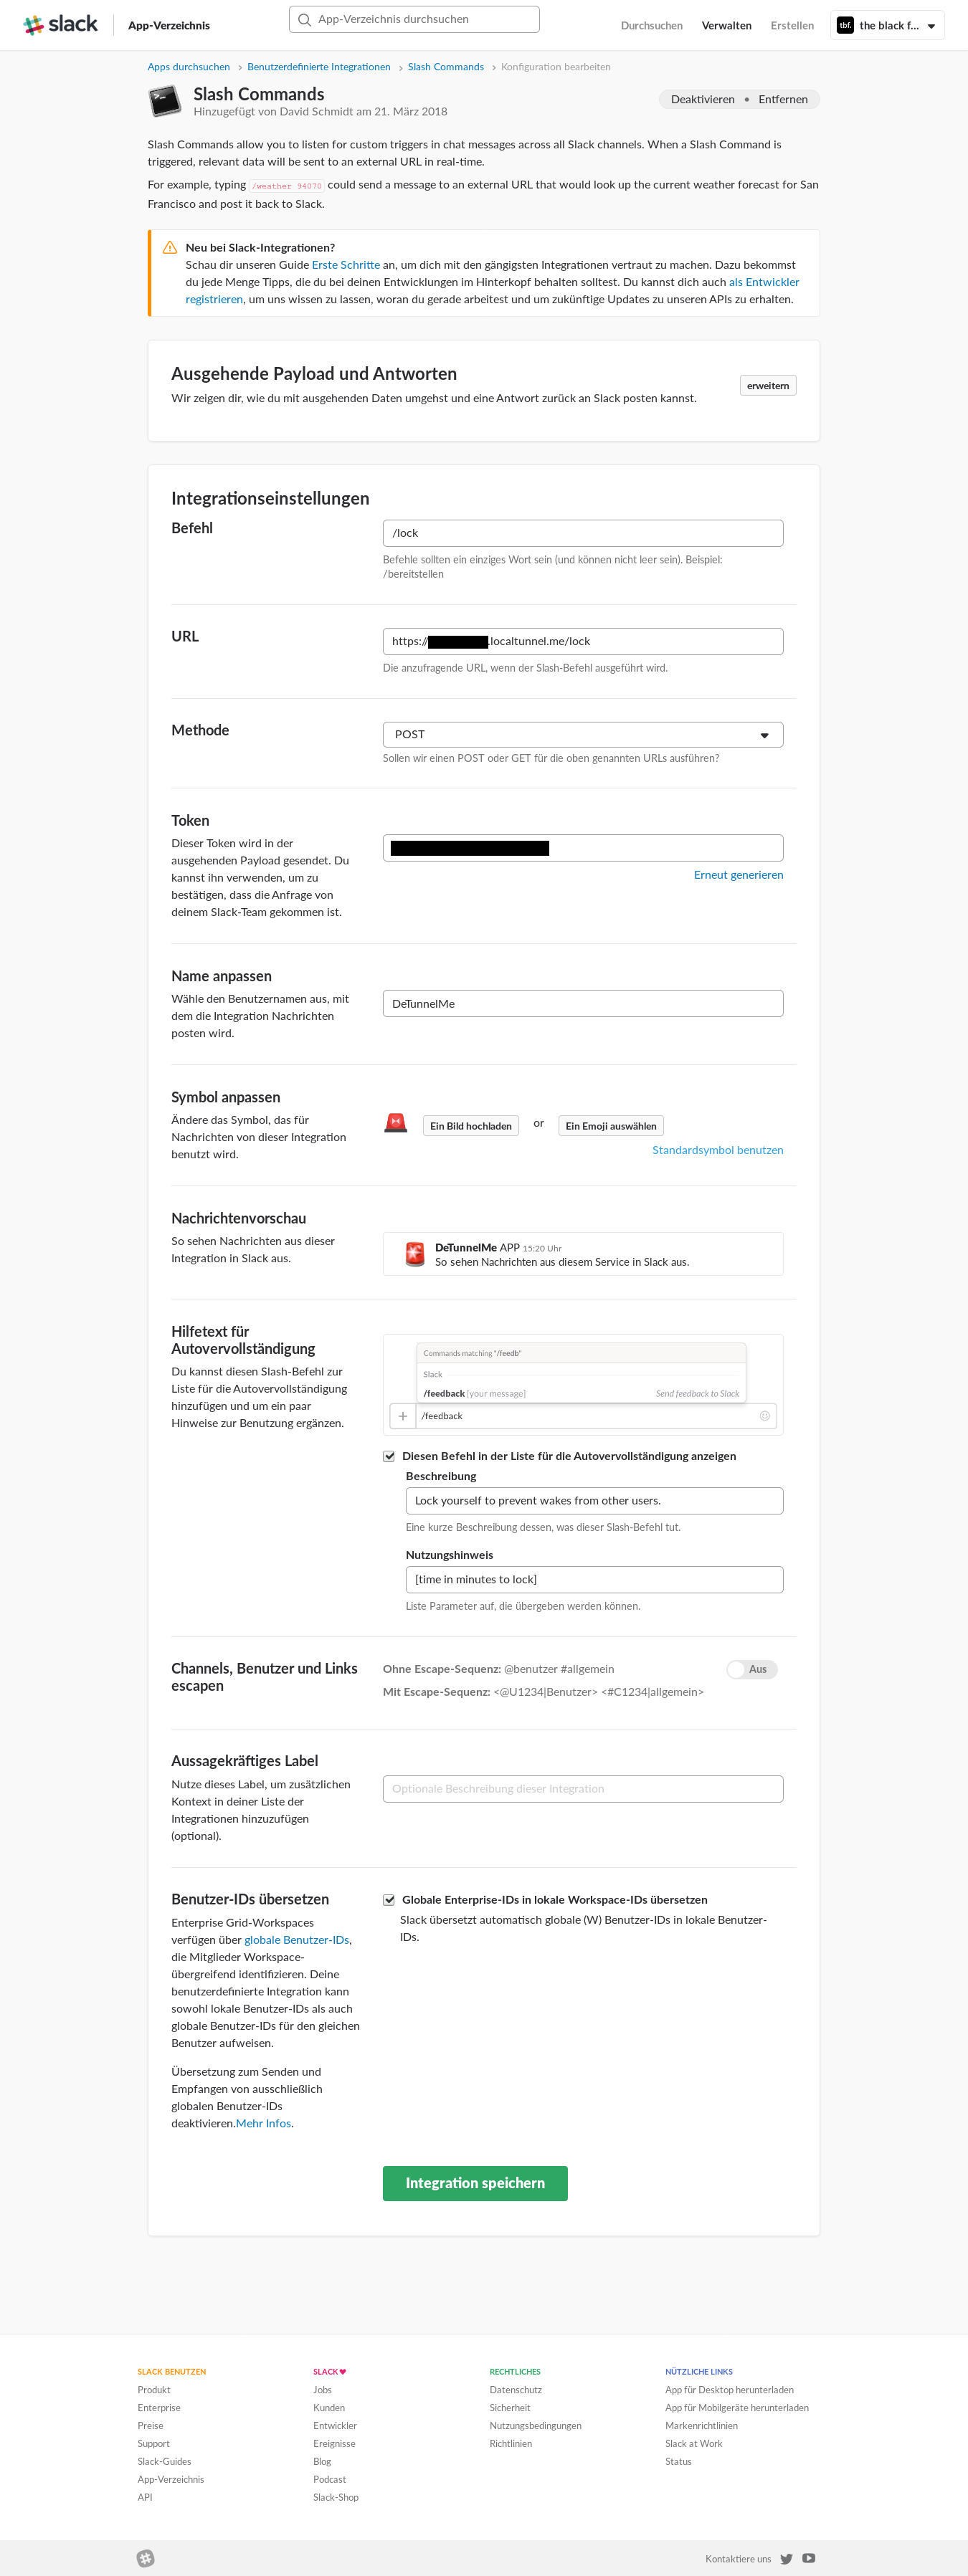 slack
App-Verzeichnis
App-Verzeichnis durchsuchen
Durchsuchen
Verwalten
Erstellen
tbf.
the black f...
Apps durchsuchen > Benutzerdefinierte Integrationen > Slash Commands > Konfiguration bearbeiten
Slash Commands
Hinzugefügt von David Schmidt am 21. März 2018
Deaktivieren • Entfernen
Slash Commands allow you to listen for custom triggers in chat messages across all Slack channels. When a Slash Command is
triggered, relevant data will be sent to an external URL in real-time.
For example, typing /weather 94070 could send a message to an external URL that would look up the current weather forecast for San
Francisco and post it back to Slack.
Neu bei Slack-Integrationen?
Schau dir unseren Guide Erste Schritte an, um dich mit den gängigsten Integrationen vertraut zu machen. Dazu bekommst
du jede Menge Tipps, die du bei deinen Entwicklungen im Hinterkopf behalten solltest. Du kannst dich auch als Entwickler
registrieren, um uns wissen zu lassen, woran du gerade arbeitest und um zukünftige Updates zu unseren APIs zu erhalten.
Ausgehende Payload und Antworten
Wir zeigen dir, wie du mit ausgehenden Daten umgehst und eine Antwort zurück an Slack posten kannst.
erweitern
Integrationseinstellungen
Befehl
/lock
Befehle sollten ein einziges Wort sein (und können nicht leer sein). Beispiel:
/bereitstellen
URL
https:// .localtunnel.me/lock
Die anzufragende URL, wenn der Slash-Befehl ausgeführt wird.
Methode
POST
Sollen wir einen POST oder GET für die oben genannten URLs ausführen?
Token
Dieser Token wird in der
ausgehenden Payload gesendet. Du
kannst ihn verwenden, um zu
bestätigen, dass die Anfrage von
deinem Slack-Team gekommen ist.
Erneut generieren
Name anpassen
Wähle den Benutzernamen aus, mit
dem die Integration Nachrichten
posten wird.
DeTunnelMe
Symbol anpassen
Ändere das Symbol, das für
Nachrichten von dieser Integration
benutzt wird.
Ein Bild hochladen
or
Ein Emoji auswählen
Standardsymbol benutzen
Nachrichtenvorschau
So sehen Nachrichten aus dieser
Integration in Slack aus.
DeTunnelMe APP 15:20 Uhr
So sehen Nachrichten aus diesem Service in Slack aus.
Hilfetext für
Autovervollständigung
Du kannst diesen Slash-Befehl zur
Liste für die Autovervollständigung
hinzufügen und um ein paar
Hinweise zur Benutzung ergänzen.
Commands matching "/feedb"
Slack
/feedback [your message]
Send feedback to Slack
/feedback
Diesen Befehl in der Liste für die Autovervollständigung anzeigen
Beschreibung
Lock yourself to prevent wakes from other users.
Eine kurze Beschreibung dessen, was dieser Slash-Befehl tut.
Nutzungshinweis
[time in minutes to lock]
Liste Parameter auf, die übergeben werden können.
Channels, Benutzer und Links
escapen
Ohne Escape-Sequenz: @benutzer #allgemein
Mit Escape-Sequenz: <@U1234|Benutzer> <#C1234|allgemein>
Aus
Aussagekräftiges Label
Nutze dieses Label, um zusätzlichen
Kontext in deiner Liste der
Integrationen hinzuzufügen
(optional).
Optionale Beschreibung dieser Integration
Benutzer-IDs übersetzen
Enterprise Grid-Workspaces
verfügen über globale Benutzer-IDs,
die Mitglieder Workspace-
übergreifend identifizieren. Deine
benutzerdefinierte Integration kann
sowohl lokale Benutzer-IDs als auch
globale Benutzer-IDs für den gleichen
Benutzer aufweisen.
Übersetzung zum Senden und
Empfangen von ausschließlich
globalen Benutzer-IDs
deaktivieren.Mehr Infos.
Globale Enterprise-IDs in lokale Workspace-IDs übersetzen
Slack übersetzt automatisch globale (W) Benutzer-IDs in lokale Benutzer-
IDs.
Integration speichern
SLACK BENUTZEN
Produkt
Enterprise
Preise
Support
Slack-Guides
App-Verzeichnis
API
SLACK
Jobs
Kunden
Entwickler
Ereignisse
Blog
Podcast
Slack-Shop
RECHTLICHES
Datenschutz
Sicherheit
Nutzungsbedingungen
Richtlinien
NÜTZLICHE LINKS
App für Desktop herunterladen
App für Mobilgeräte herunterladen
Markenrichtlinien
Slack at Work
Status
Kontaktiere uns